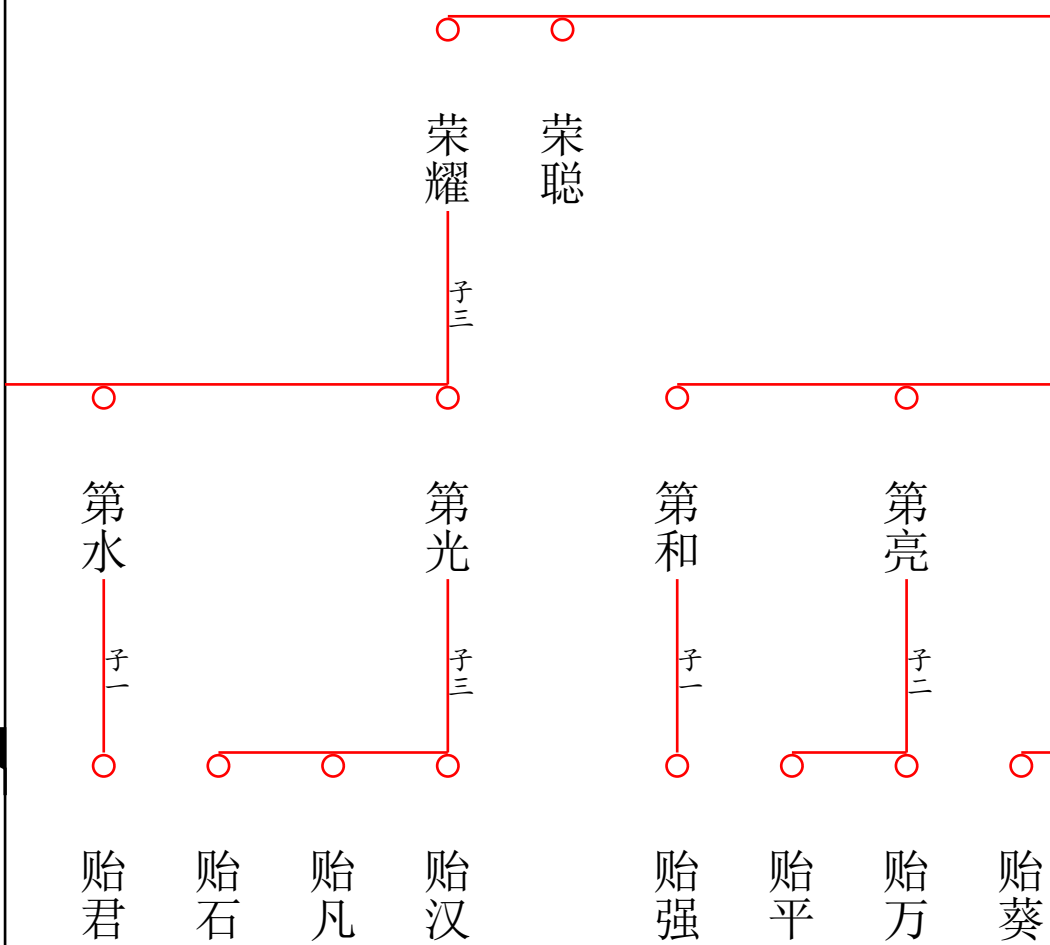 荣聪
荣耀
子三
第亮
第和
第光
第水
子二
子一
子三
子一
贻葵
贻万
贻平
贻强
贻汉
贻凡
贻石
贻君